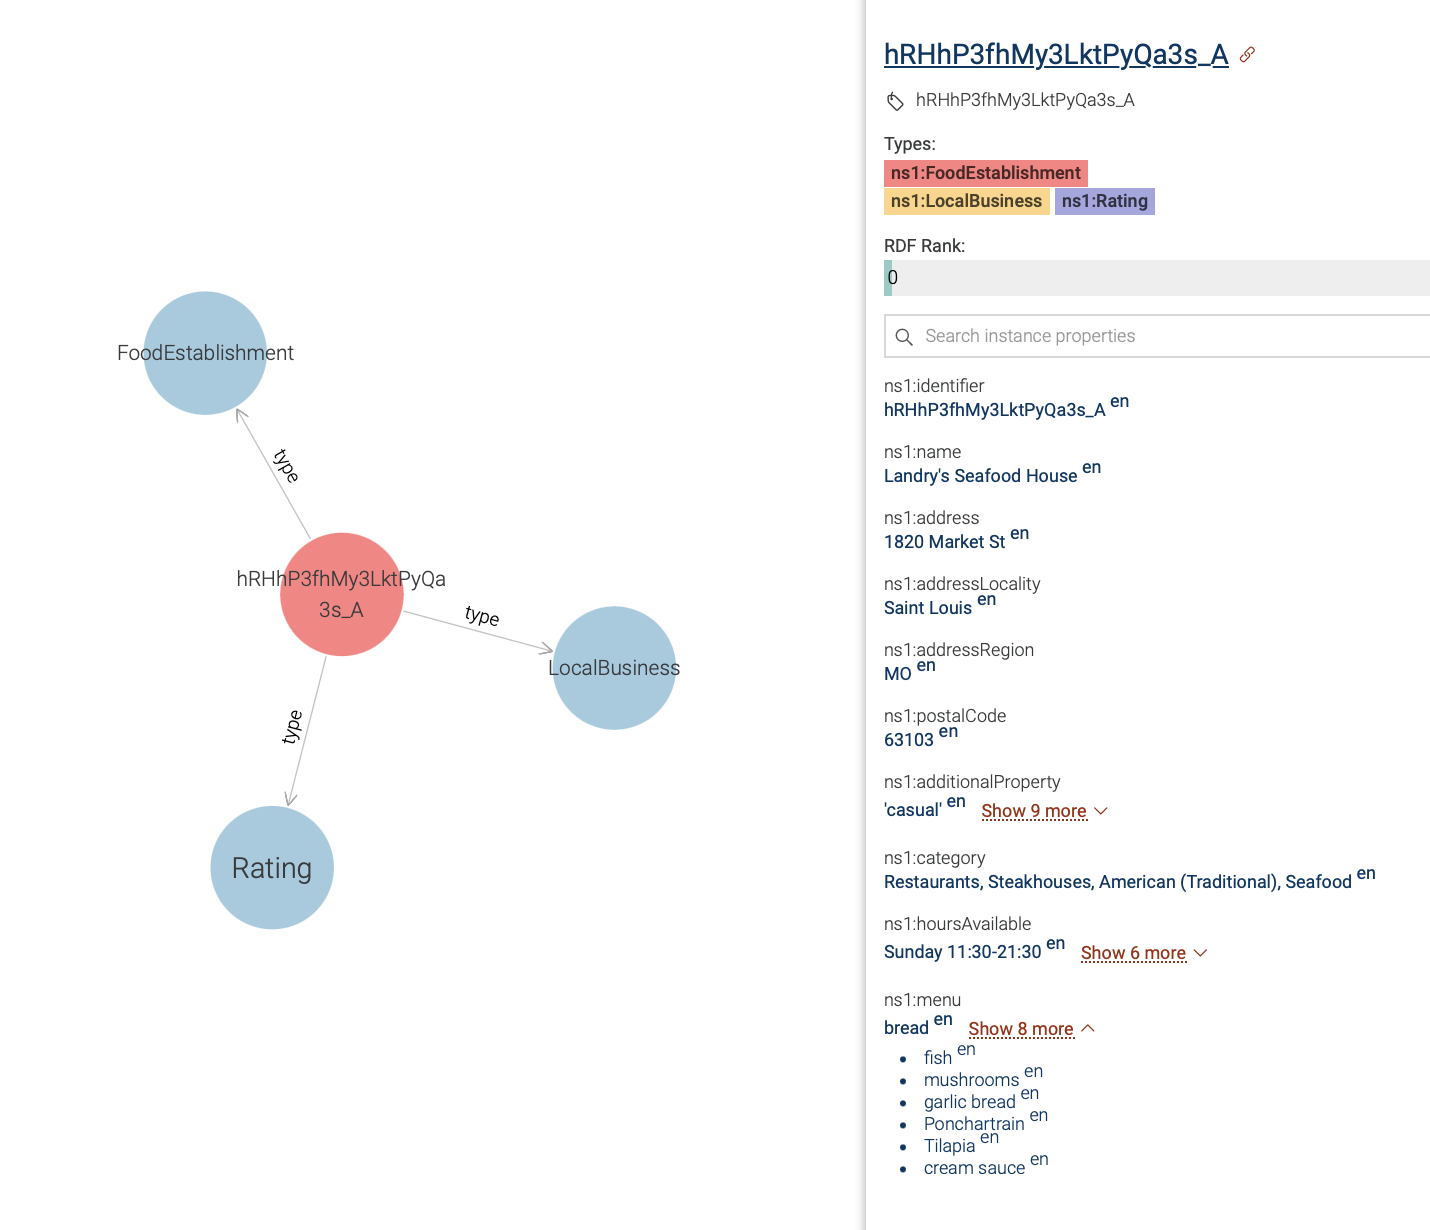 FoodEstablishment
type
hRHhP3fhMy3LktPyQa
3s_A
type
LocalBusiness
type
Rating
hRHhP3fhMy3LktPyQa3s_A
hRHhP3fhMy3LktPyQa3s_A
Types:
ns1:FoodEstablishment
ns1:LocalBusiness ns1:Rating
RDF Rank:
0
Search instance properties
ns1:identifier
hRHhP3fhMy3LktPyQa3s_A en
ns1:name
Landry's Seafood House en
ns1:address
1820 Market St en
ns1:addressLocality
Saint Louis en
ns1:addressRegion
MO en
ns1:postalCode
63103 en
ns1:additionalProperty
'casual' en Show 9 more
ns1:category
Restaurants, Steakhouses, American (Traditional), Seafood en
ns1:hoursAvailable
Sunday 11:30-21:30 en Show 6 more
ns1:menu
bread en Show 8 more
• fish en
• mushrooms en
• garlic bread en
• Ponchartrain en
• Tilapia en
• cream sauce en